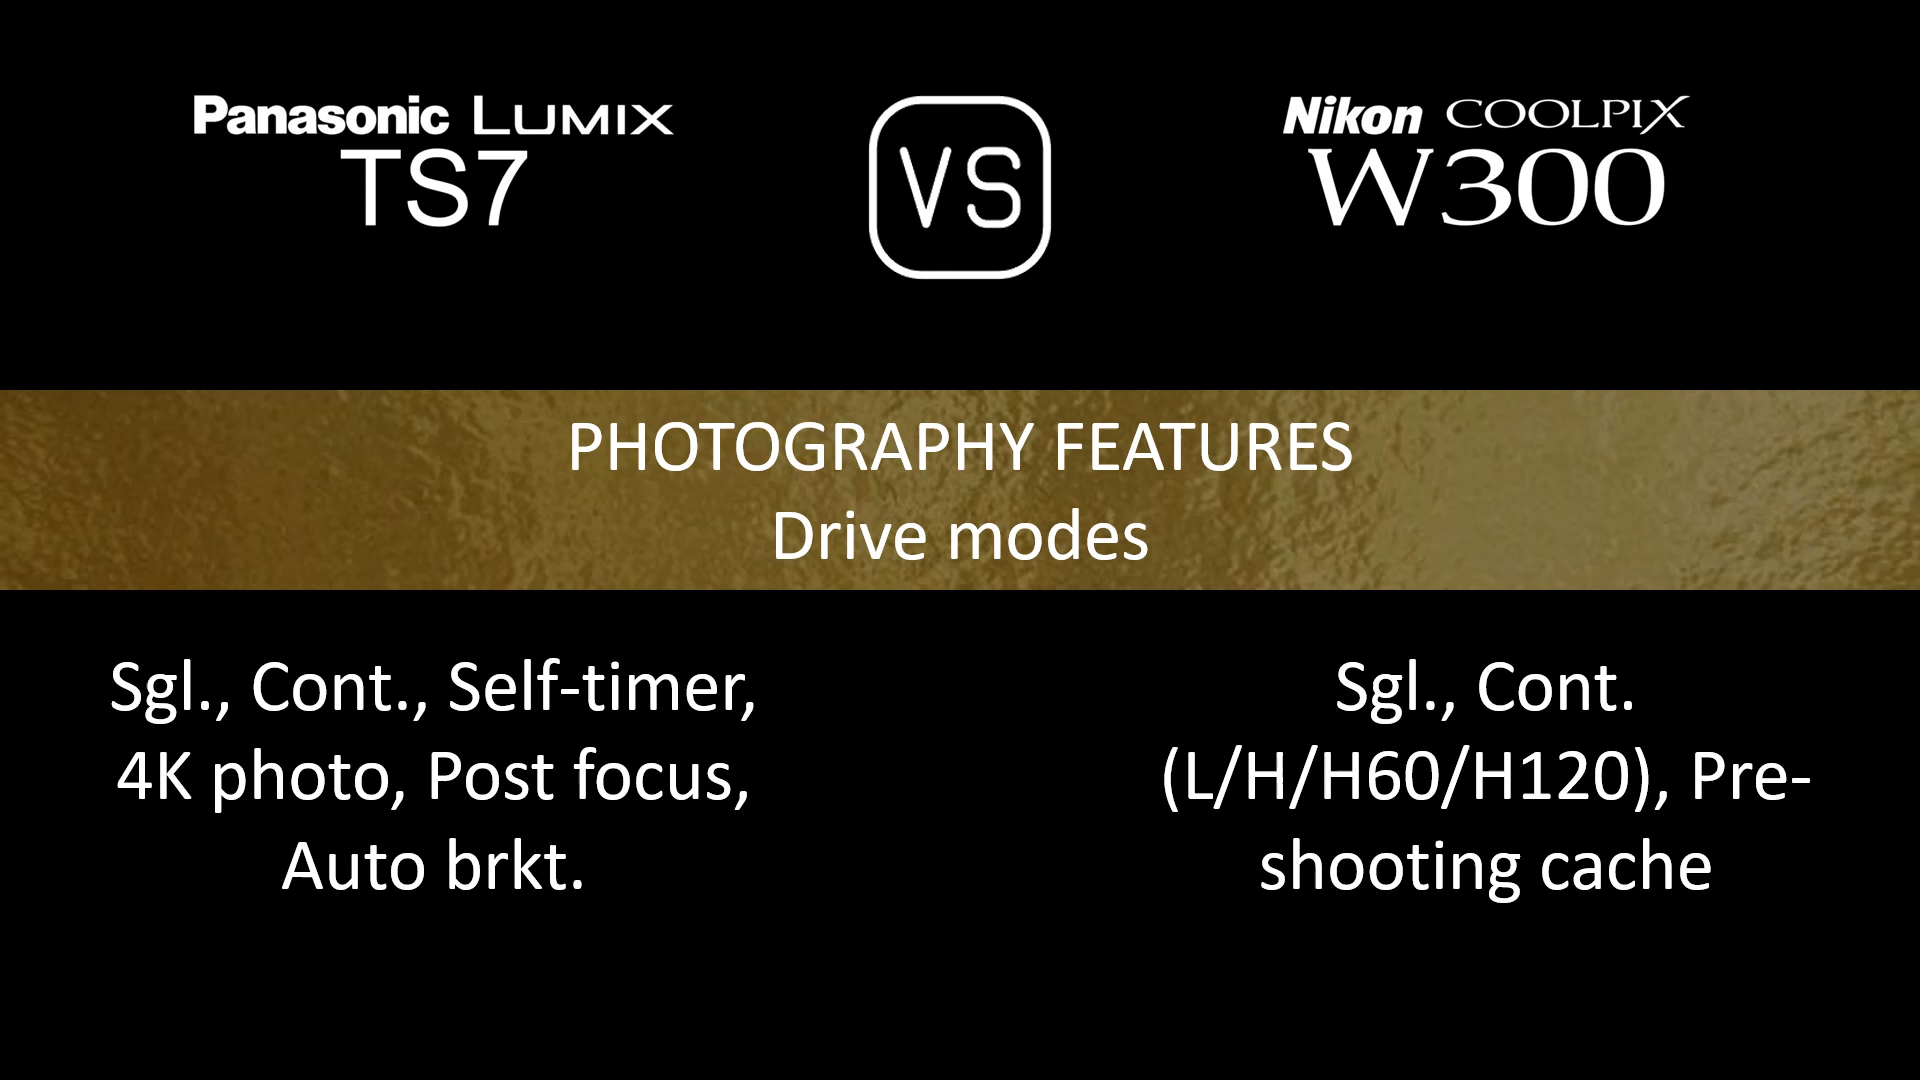 Panasonic LUMIX
TS7
VS
Nikon COOLPIX
W300
PHOTOGRAPHY FEATURES
Drive modes
Sgl., Cont., Self-timer,
4K photo, Post focus,
Auto brkt.
Sgl., Cont.
(L/H/H60/H120), Pre-
shooting cache